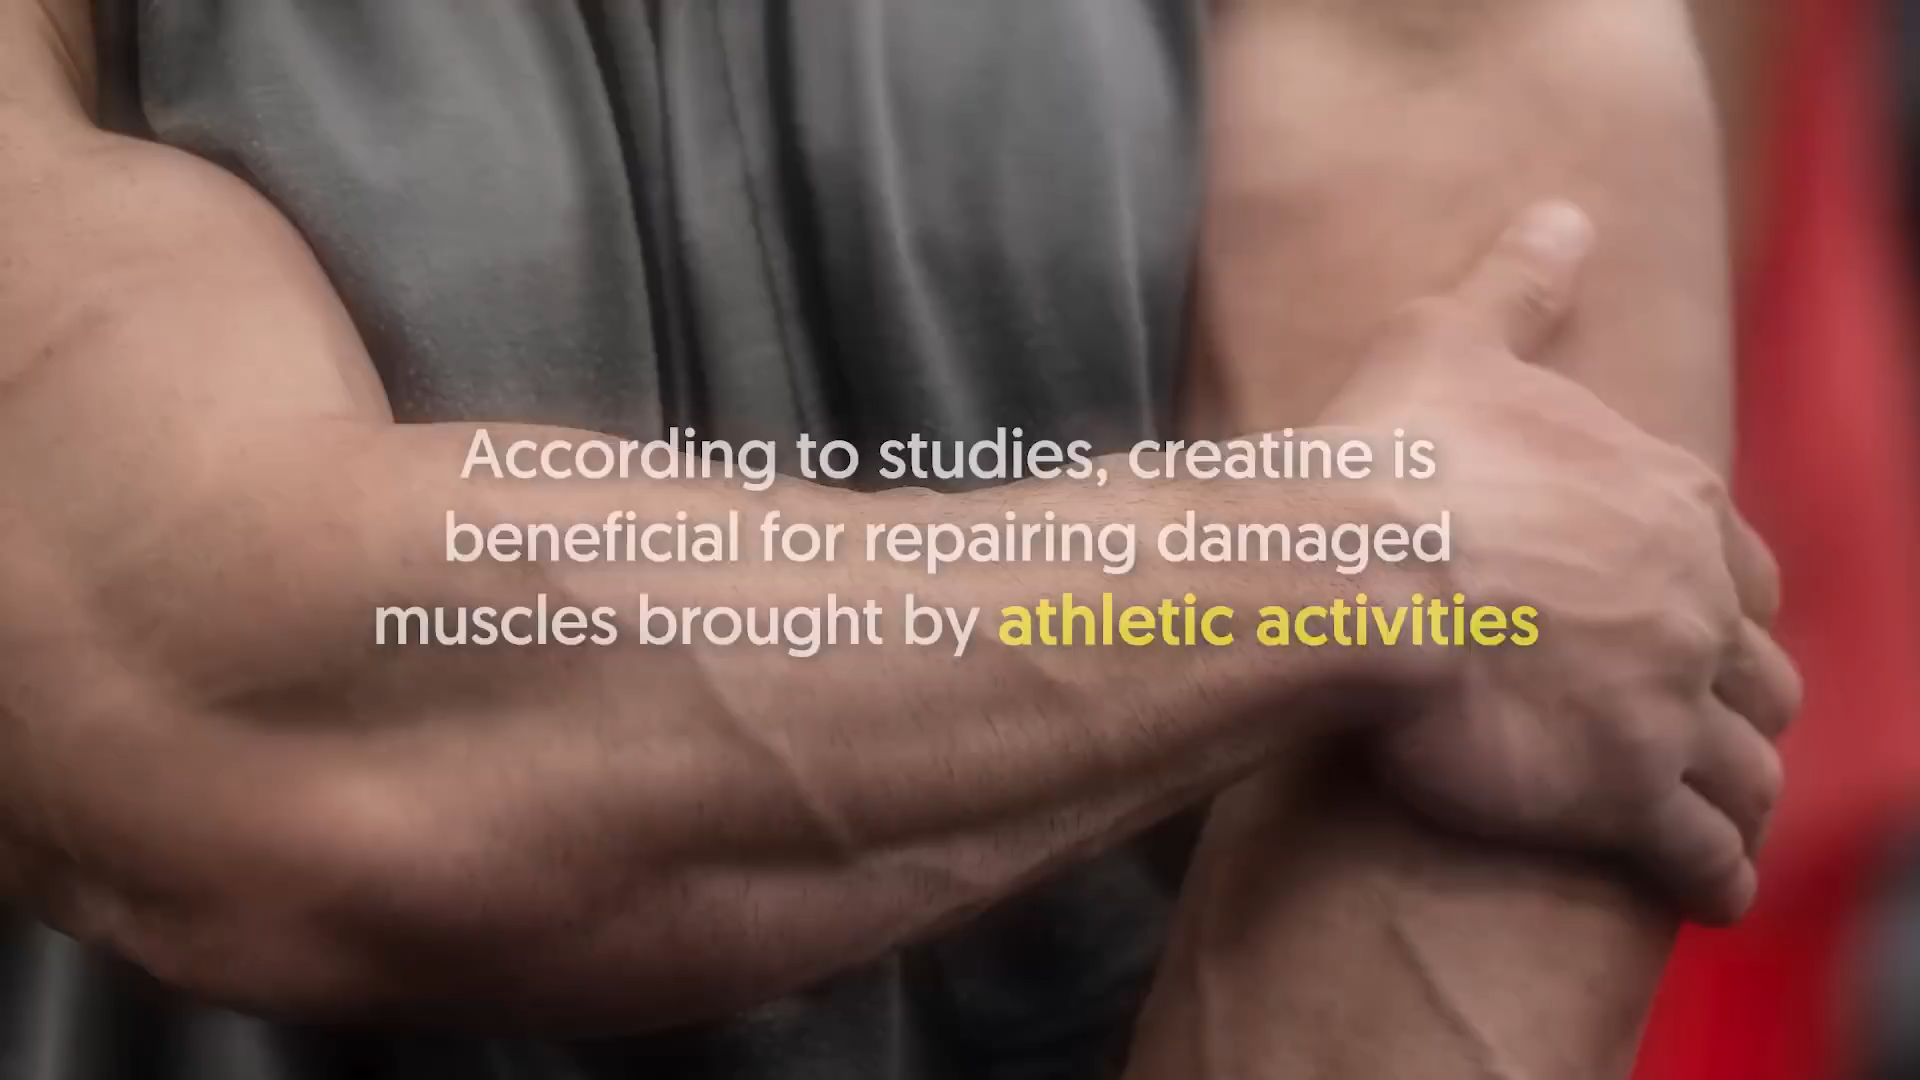 According to studies, creatine is
beneficial for repairing damaged
muscles brought by athletic activities